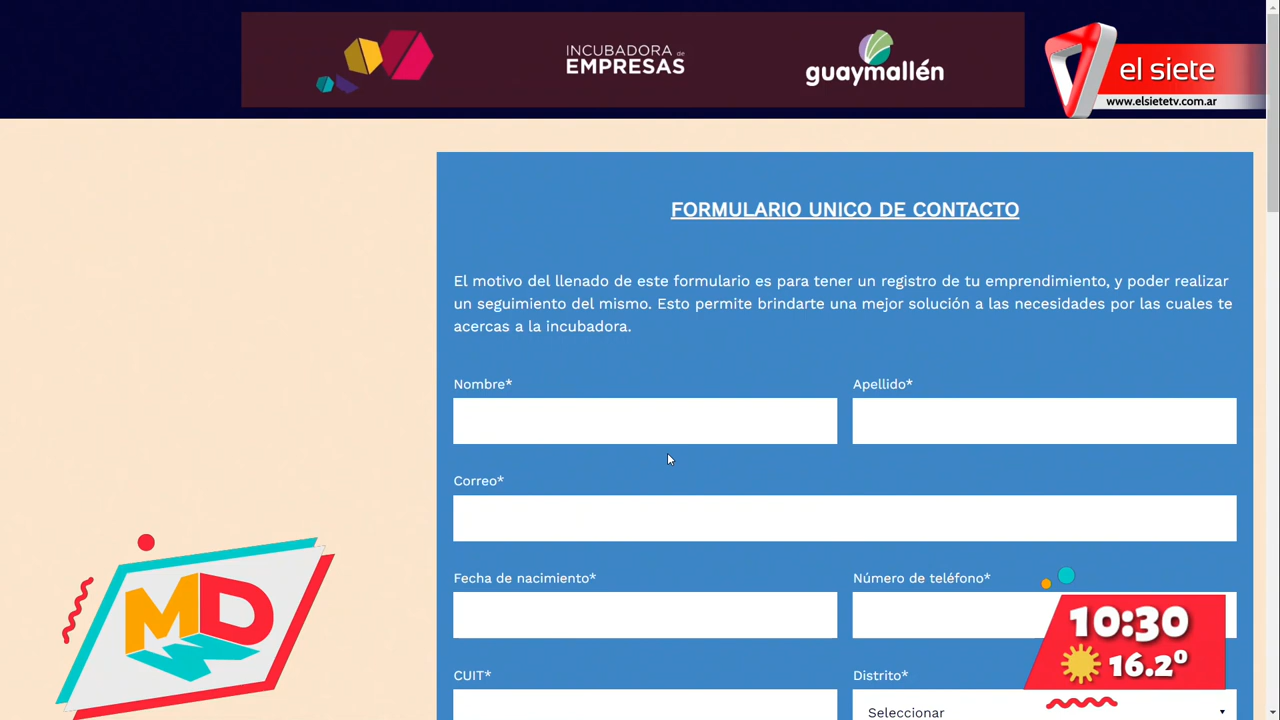 INCUBADORA de
EMPRESAS
guaymallén
el siete
www.elsietetv.com.ar
FORMULARIO UNICO DE CONTACTO
El motivo del llenado de este formulario es para tener un registro de tu emprendimiento, y poder realizar
un seguimiento del mismo. Esto permite brindarte una mejor solución a las necesidades por las cuales te
acercas a la incubadora.
Nombre*
Apellido*
Correo*
Fecha de nacimiento*
Número de teléfono*
CUIT*
Distrito*
Seleccionar
MD
10:30
16.2º